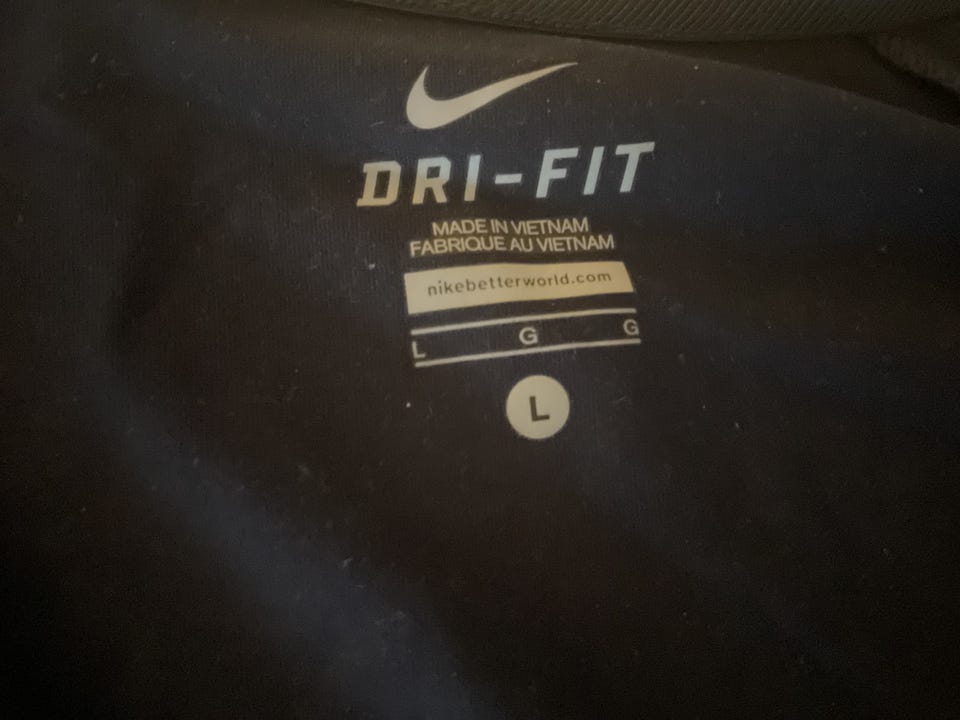 DRI-FIT
MADE IN VIETNAM
FABRIQUE AU VIETNAM
nikebetterworld.com
L G G
L